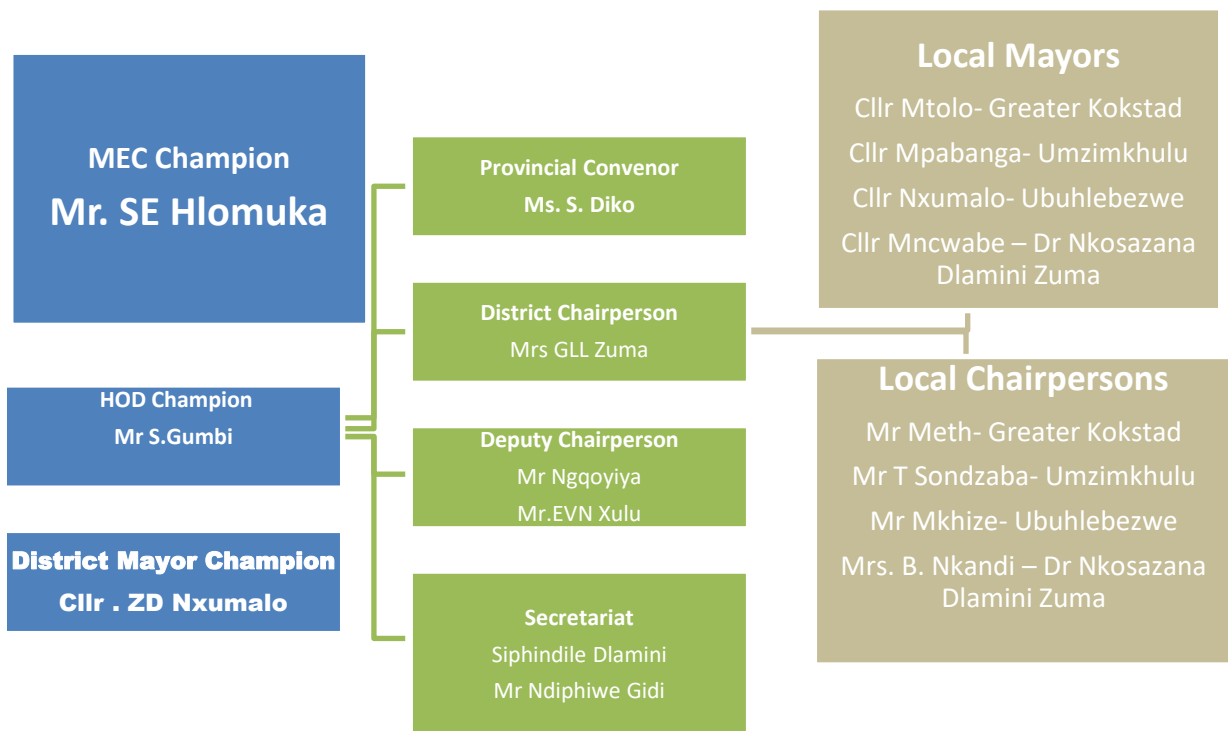 MEC Champion
Mr. SE Hlomuka
HOD Champion
Mr S.Gumbi
District Mayor Champion
Cllr . ZD Nxumalo
Provincial Convenor
Ms. S. Diko
District Chairperson
Mrs GLL Zuma
Deputy Chairperson
Mr Ngqoyiya
Mr.EVN Xulu
Secretariat
Siphindile Dlamini
Mr Ndiphiwe Gidi
Local Mayors
Cllr Mtolo- Greater Kokstad
Cllr Mpabanga- Umzimkhulu
Cllr Nxumalo- Ubuhlebezwe
Cllr Mncwabe – Dr Nkosazana
Dlamini Zuma
Local Chairpersons
Mr Meth- Greater Kokstad
Mr T Sondzaba- Umzimkhulu
Mr Mkhize- Ubuhlebezwe
Mrs. B. Nkandi – Dr Nkosazana
Dlamini Zuma